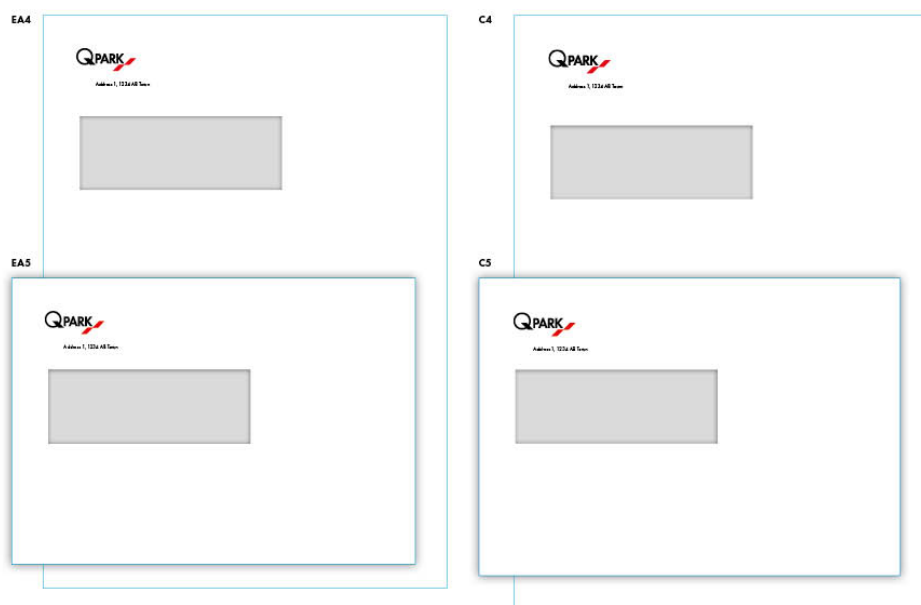 EA4
QPARK
Address 1, 1234 AB Town
C4
QPARK
Address 1, 1234 AB Town
EA5
QPARK
Address 1, 1234 AB Town
C5
QPARK
Address 1, 1234 AB Town